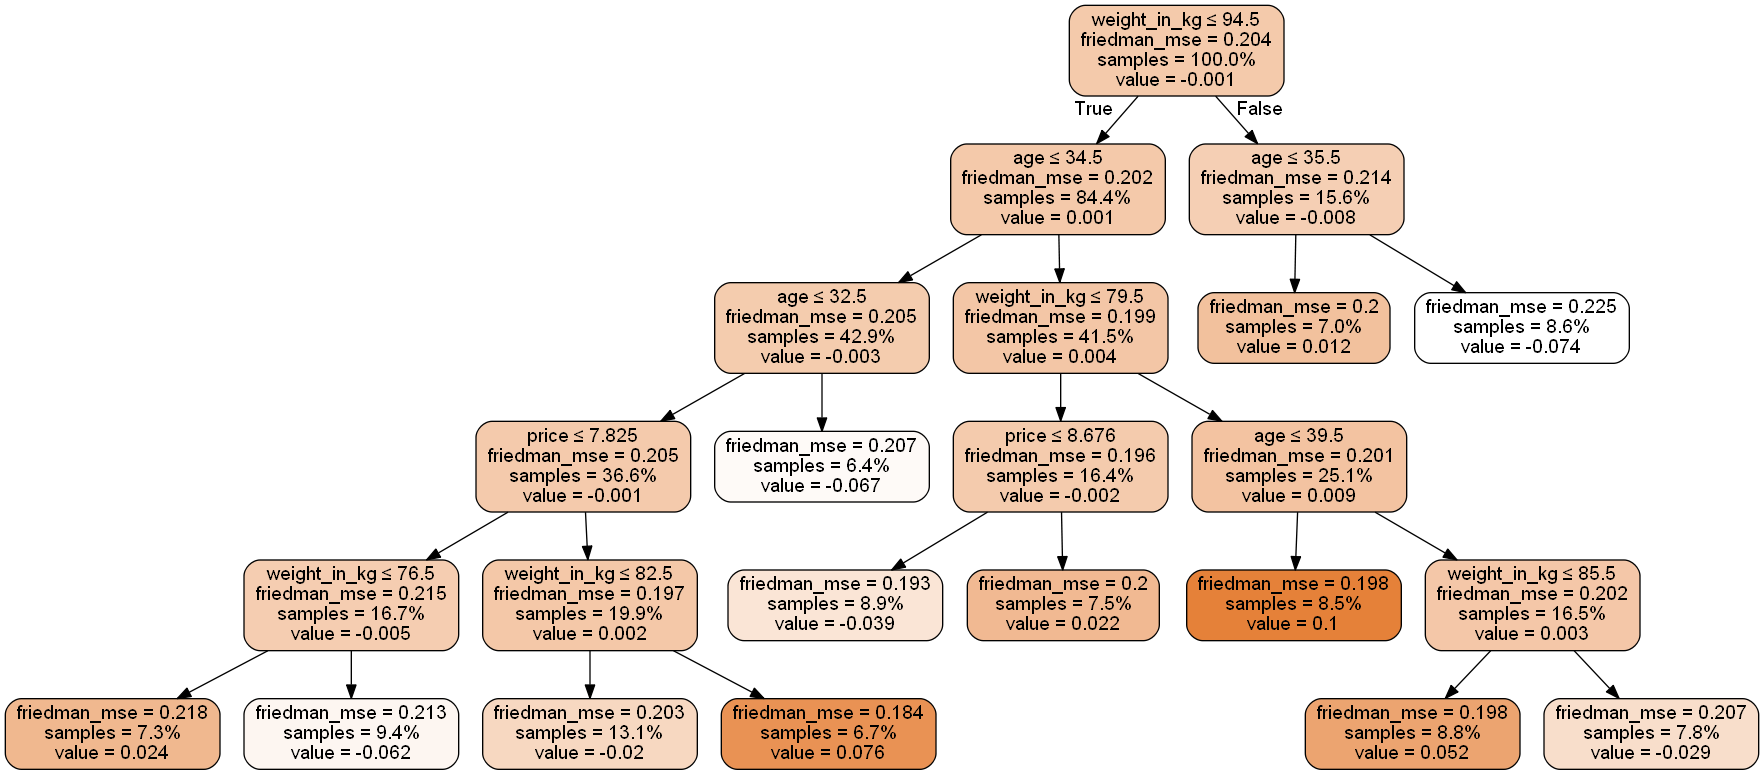 weight_in_kg ≤ 94.5
friedman_mse = 0.204
samples = 100.0%
value = -0.001
True
False
age ≤ 34.5
friedman_mse = 0.202
samples = 84.4%
value = 0.001
age ≤ 35.5
friedman_mse = 0.214
samples = 15.6%
value = -0.008
age ≤ 32.5
friedman_mse = 0.205
samples = 42.9%
value = -0.003
weight_in_kg ≤ 79.5
friedman_mse = 0.199
samples = 41.5%
value = 0.004
friedman_mse = 0.2
samples = 7.0%
value = 0.012
friedman_mse = 0.225
samples = 8.6%
value = -0.074
price ≤ 7.825
friedman_mse = 0.205
samples = 36.6%
value = -0.001
friedman_mse = 0.207
samples = 6.4%
value = -0.067
price ≤ 8.676
friedman_mse = 0.196
samples = 16.4%
value = -0.002
age ≤ 39.5
friedman_mse = 0.201
samples = 25.1%
value = 0.009
weight_in_kg ≤ 76.5
friedman_mse = 0.215
samples = 16.7%
value = -0.005
weight_in_kg ≤ 82.5
friedman_mse = 0.197
samples = 19.9%
value = 0.002
friedman_mse = 0.193
samples = 8.9%
value = -0.039
friedman_mse = 0.2
samples = 7.5%
value = 0.022
friedman_mse = 0.198
samples = 8.5%
value = 0.1
weight_in_kg ≤ 85.5
friedman_mse = 0.202
samples = 16.5%
value = 0.003
friedman_mse = 0.218
samples = 7.3%
value = 0.024
friedman_mse = 0.213
samples = 9.4%
value = -0.062
friedman_mse = 0.203
samples = 13.1%
value = -0.02
friedman_mse = 0.184
samples = 6.7%
value = 0.076
friedman_mse = 0.198
samples = 8.8%
value = 0.052
friedman_mse = 0.207
samples = 7.8%
value = -0.029